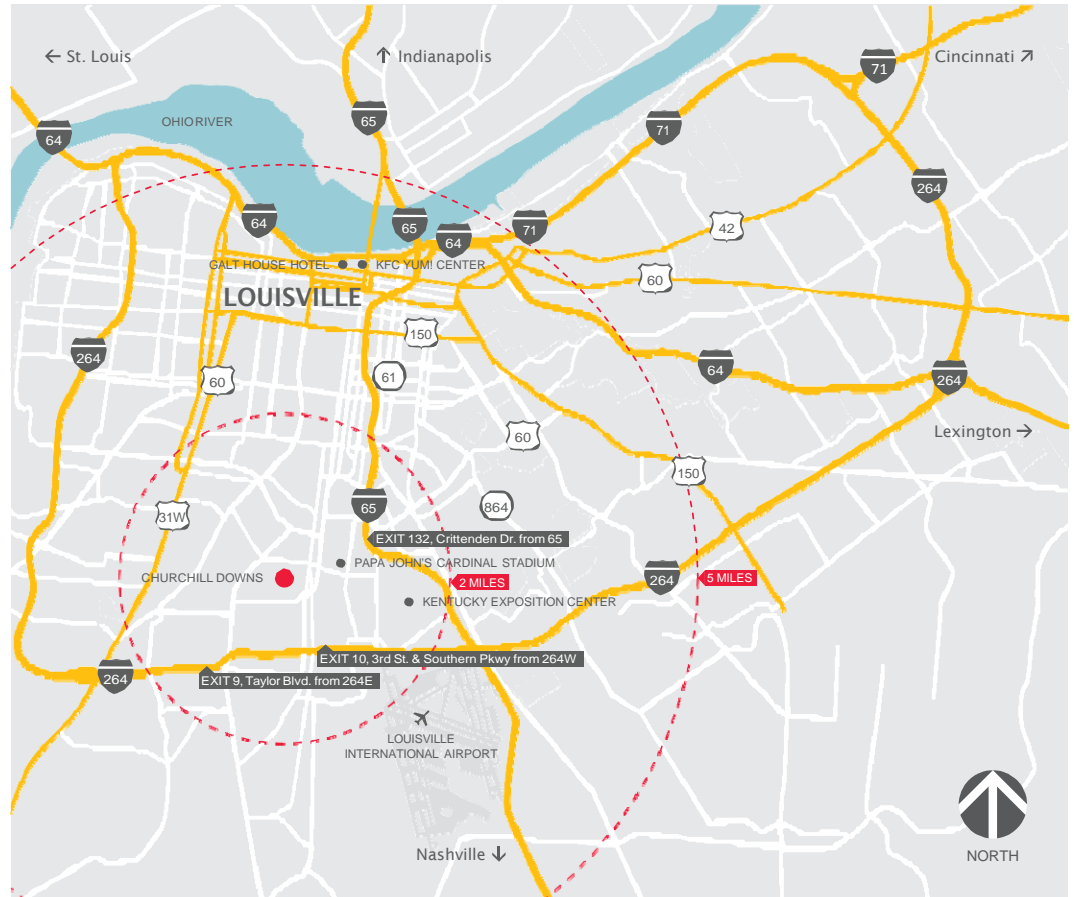 ← St. Louis
↑ Indianapolis
Cincinnati ↗
71
65
71
64
OHIO RIVER
264
64
65
71
42
64
GALT HOUSE HOTEL
KFC YUM! CENTER
60
LOUISVILLE
150
264
64
60
61
264
Lexington →
60
150
65
864
31W
EXIT 132, Crittenden Dr. from 65
PAPA JOHN'S CARDINAL STADIUM
CHURCHILL DOWNS
2 MILES
264
5 MILES
KENTUCKY EXPOSITION CENTER
EXIT 10, 3rd St. & Southern Pkwy from 264W
264
EXIT 9, Taylor Blvd. from 264E
LOUISVILLE
INTERNATIONAL AIRPORT
Nashville ↓
NORTH